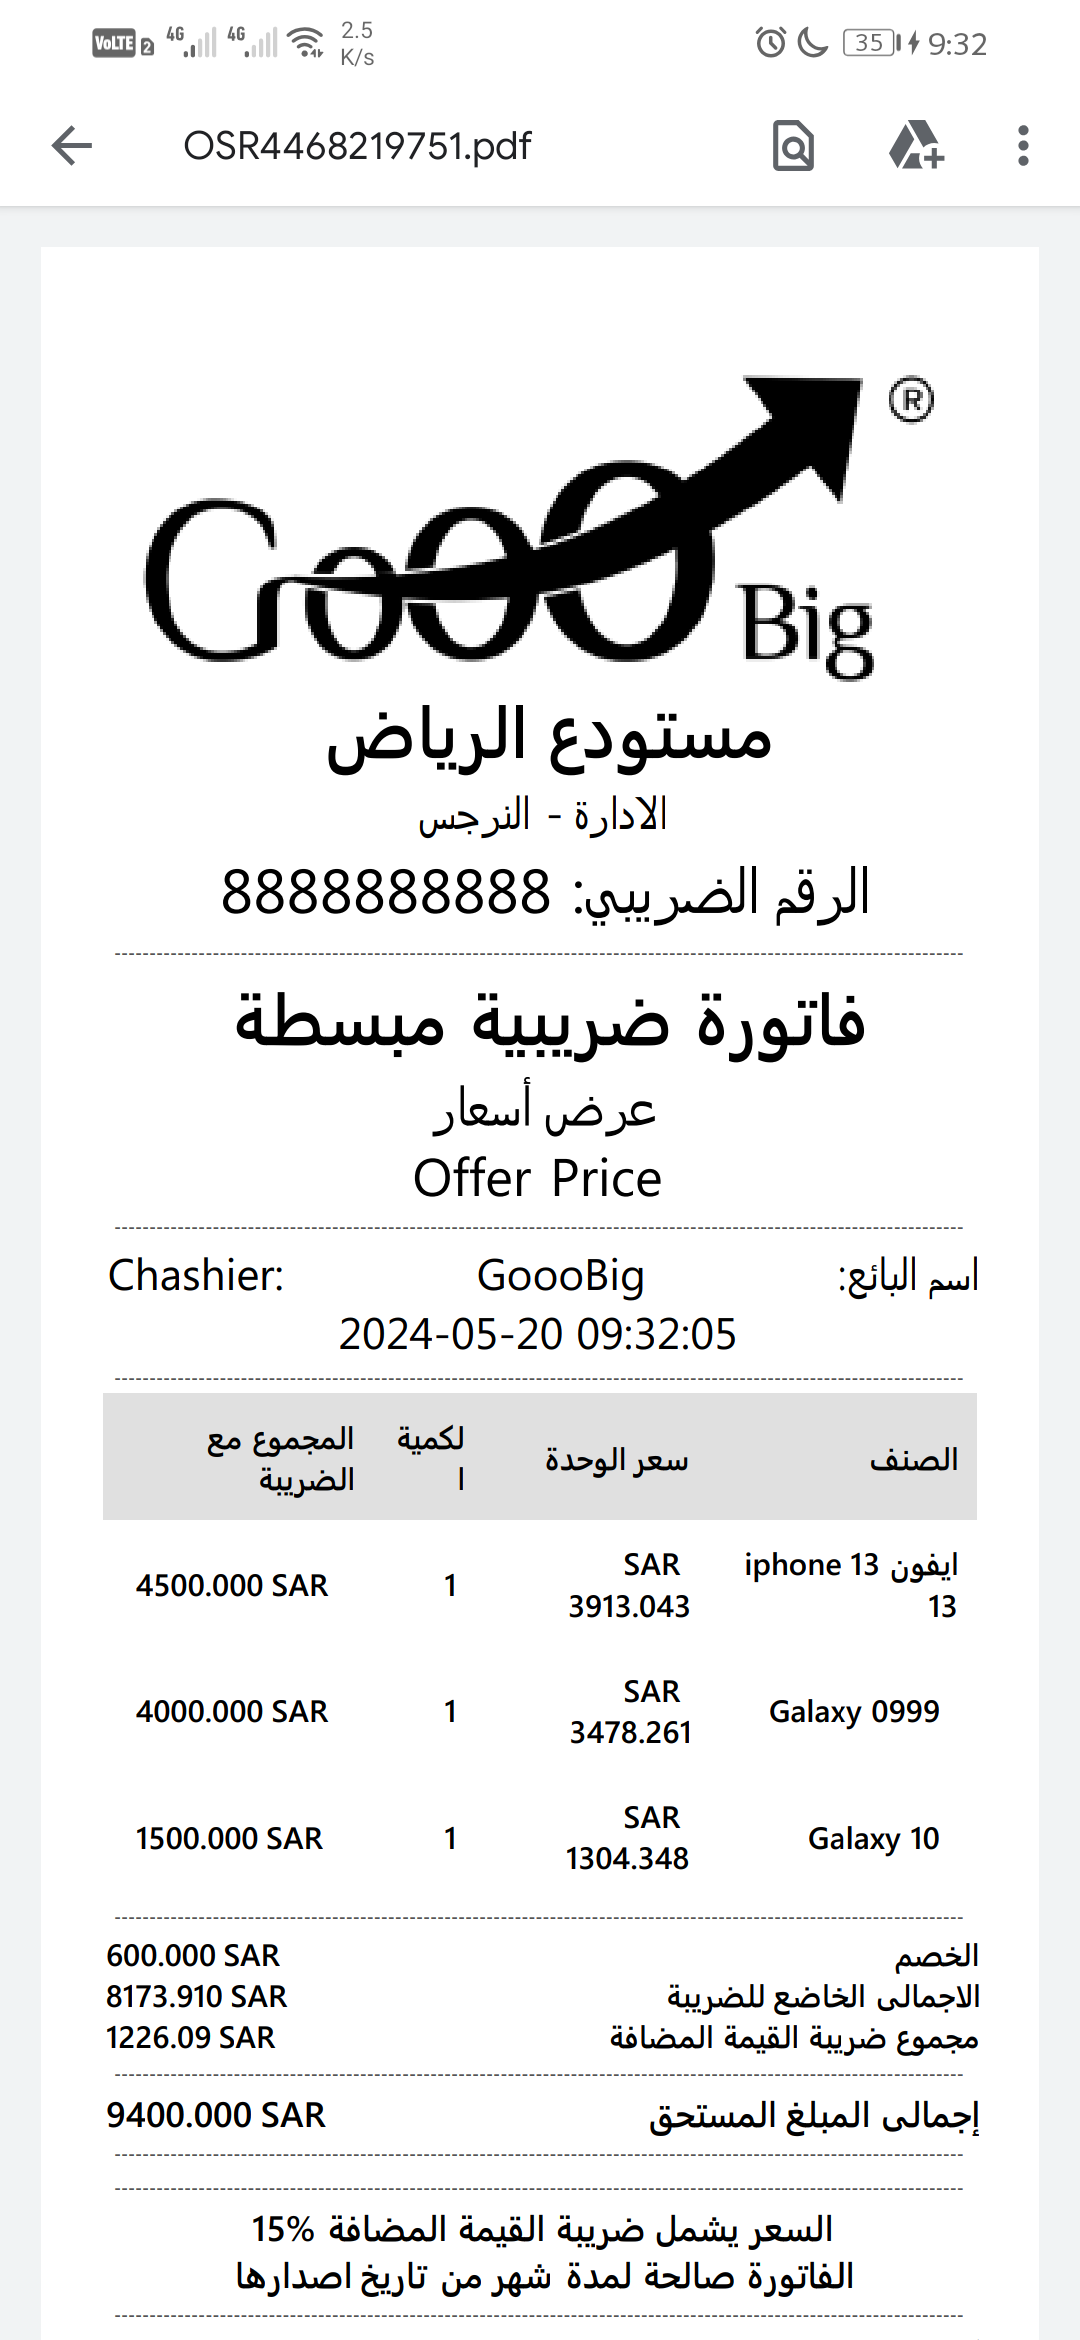 VoLTE 2 4G 4G 2.5 K/s 35 9:32
OSR4468219751.pdf
GoooBig ®
مستودع الرياض
الادارة - النرجس
الرقم الضريبي: 8888888888
فاتورة ضريبية مبسطة
عرض أسعار
Offer Price
Chashier: GoooBig اسم البائع:
2024-05-20 09:32:05
الصنف سعر الوحدة لكمية ا المجموع مع الضريبة
ايفون 13 iphone 13 SAR 3913.043 1 4500.000 SAR
Galaxy 0999 SAR 3478.261 1 4000.000 SAR
Galaxy 10 SAR 1304.348 1 1500.000 SAR
الخصم 600.000 SAR
الاجمالى الخاضع للضريبة 8173.910 SAR
مجموع ضريبة القيمة المضافة 1226.09 SAR
إجمالى المبلغ المستحق 9400.000 SAR
السعر يشمل ضريبة القيمة المضافة 15%
الفاتورة صالحة لمدة شهر من تاريخ اصدارها